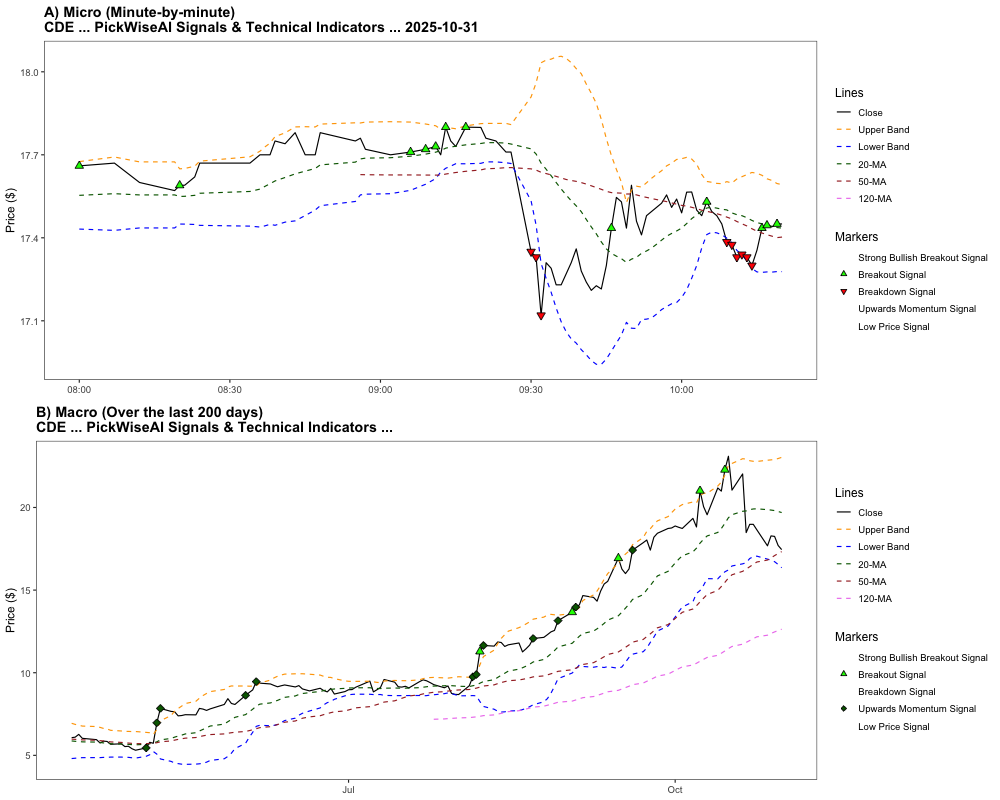 A) Micro (Minute-by-minute)
CDE ... PickWiseAI Signals & Technical Indicators ... 2025-10-31
Price ($)
18.0
17.7
17.4
17.1
08:00
08:30
09:00
09:30
10:00
Lines
Close
Upper Band
Lower Band
20-MA
50-MA
120-MA
Markers
Strong Bullish Breakout Signal
Breakout Signal
Breakdown Signal
Upwards Momentum Signal
Low Price Signal
B) Macro (Over the last 200 days)
CDE ... PickWiseAI Signals & Technical Indicators ...
Price ($)
20
15
10
5
Jul
Oct
Lines
Close
Upper Band
Lower Band
20-MA
50-MA
120-MA
Markers
Strong Bullish Breakout Signal
Breakout Signal
Breakdown Signal
Upwards Momentum Signal
Low Price Signal